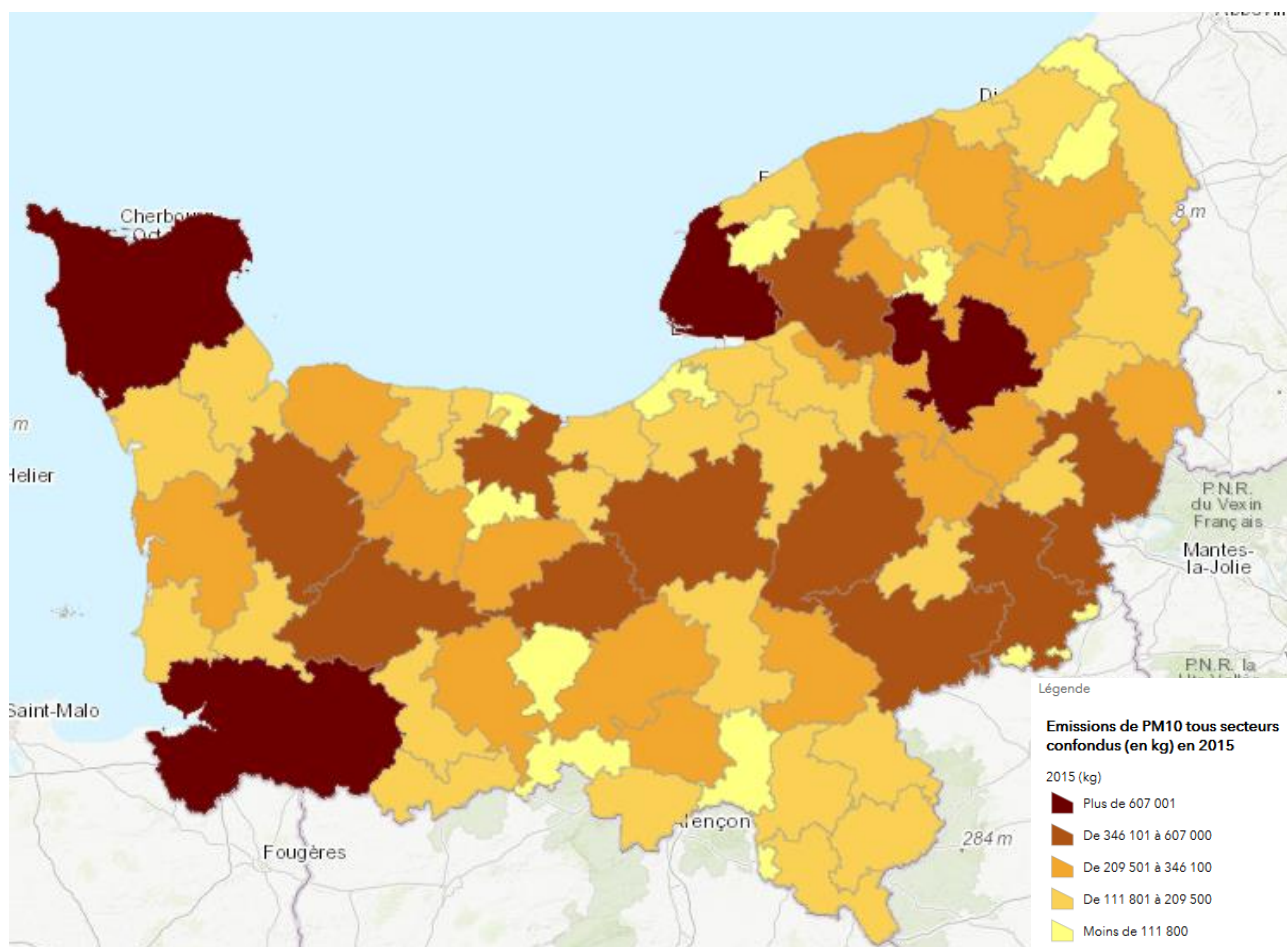 Cherbourg-
8 m
m
Helier
P.N.R.
du Vexin
Français
Mantes-
la-Jolie
P.N.R. la
Saint-Malo
Légende
Emissions de PM10 tous secteurs
confondus (en kg) en 2015
2015 (kg)
Plus de 607 001
De 346 101 à 607 000
De 209 501 à 346 100
De 111 801 à 209 500
Moins de 111 800
Alençon
284 m
Fougères